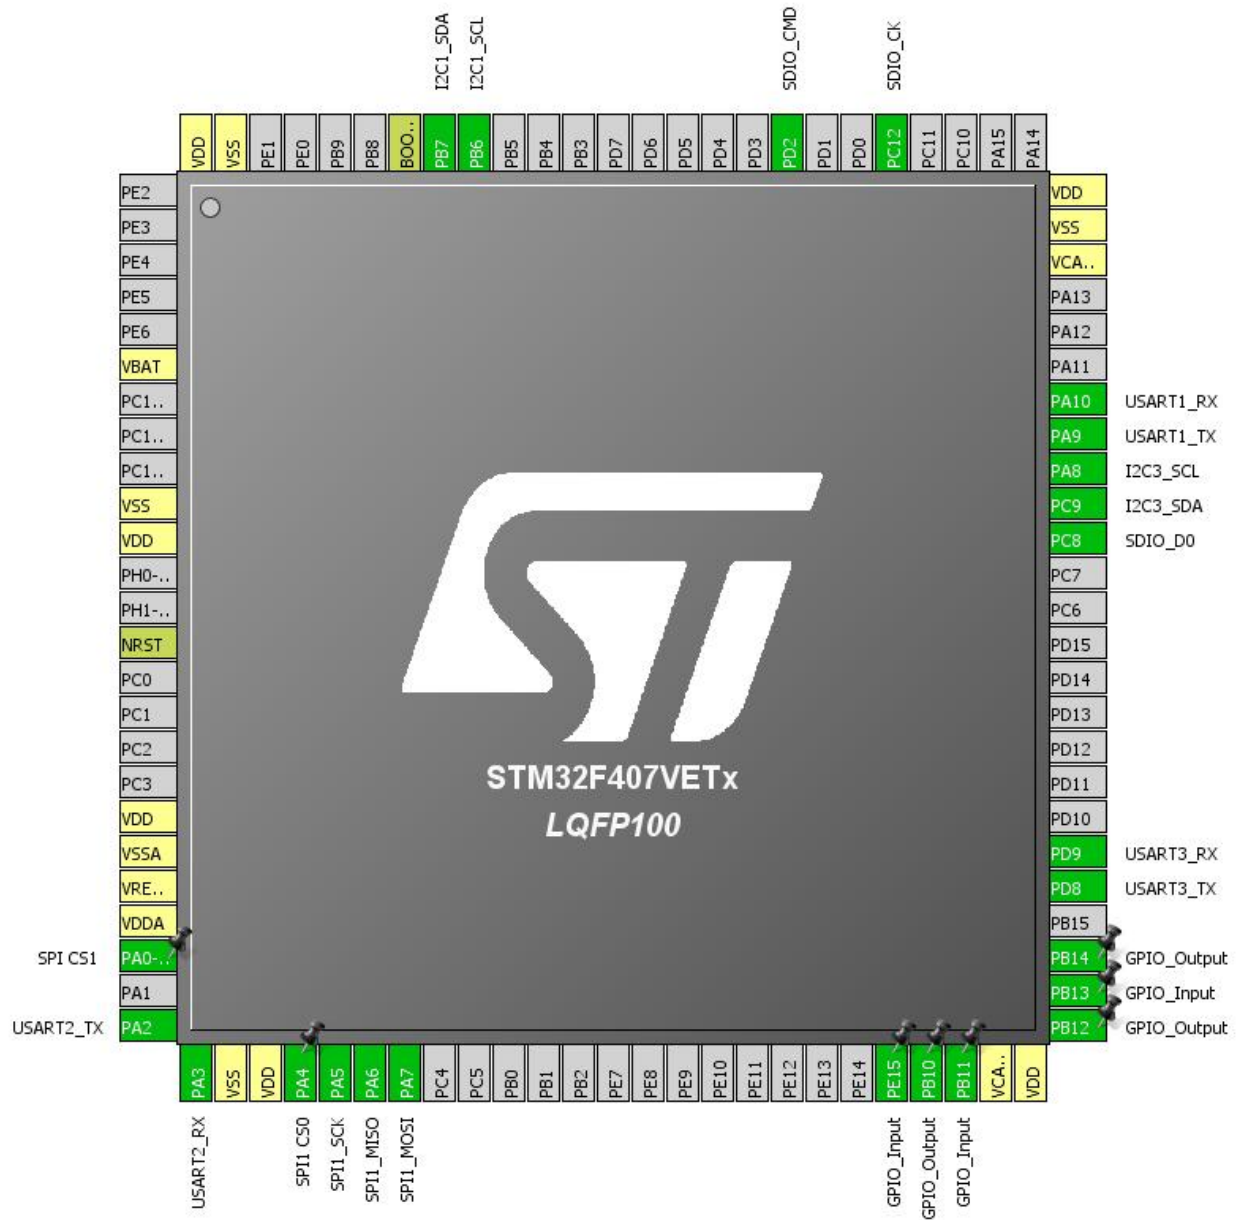 I2C1_SDA
I2C1_SCL
SDIO_CMD
SDIO_CK
VDD
VSS
PE1
PE0
PB9
PB8
BOO..
PB7
PB6
PB5
PB4
PB3
PD7
PD6
PD5
PD4
PD3
PD2
PD1
PD0
PC12
PC11
PC10
PA15
PA14
PE2
PE3
PE4
PE5
PE6
VBAT
PC1..
PC1..
PC1..
VSS
VDD
PH0-..
PH1-..
NRST
PC0
PC1
PC2
PC3
VDD
VSSA
VRE..
VDDA
SPI CS1 PA0-..
PA1
USART2_TX PA2
STM32F407VETx
LQFP100
VDD
VSS
VCA..
PA13
PA12
PA11
PA10 USART1_RX
PA9 USART1_TX
PA8 I2C3_SCL
PC9 I2C3_SDA
PC8 SDIO_D0
PC7
PC6
PD15
PD14
PD13
PD12
PD11
PD10
PD9 USART3_RX
PD8 USART3_TX
PB15
PB14 GPIO_Output
PB13 GPIO_Input
PB12 GPIO_Output
PA3
VSS
VDD
PA4
PA5
PA6
PA7
PC4
PC5
PB0
PB1
PB2
PE7
PE8
PE9
PE10
PE11
PE12
PE13
PE14
PE15
PB10
PB11
VCA..
VDD
USART2_RX
SPI1 CS0
SPI1_SCK
SPI1_MISO
SPI1_MOSI
GPIO_Input
GPIO_Output
GPIO_Input